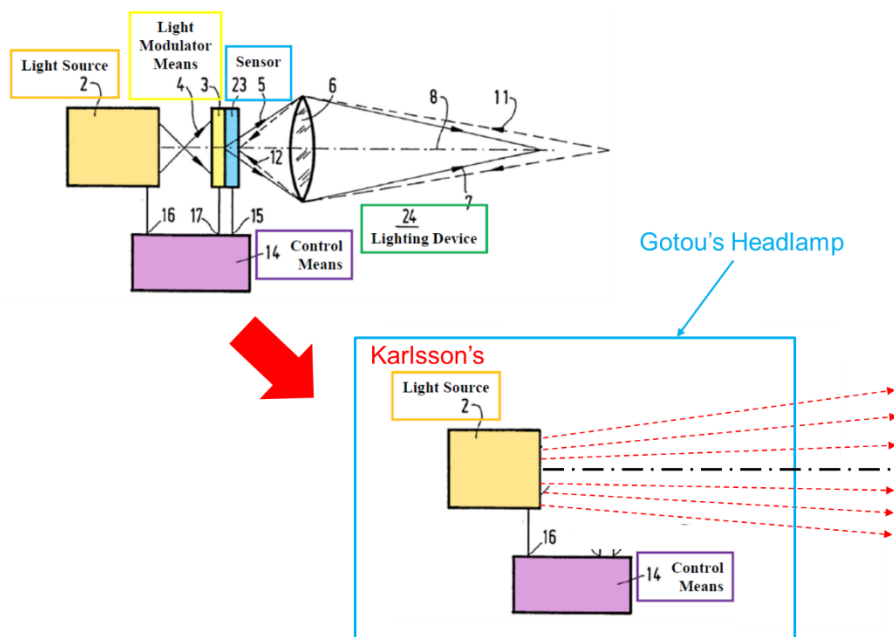 Light
Modulator
Means
Light Source
Sensor
2
4
3
23
5
6
8
11
12
7
16
17
15
24
Lighting Device
14
Control
Means
Gotou's Headlamp
Karlsson's
Light Source
2
16
14
Control
Means